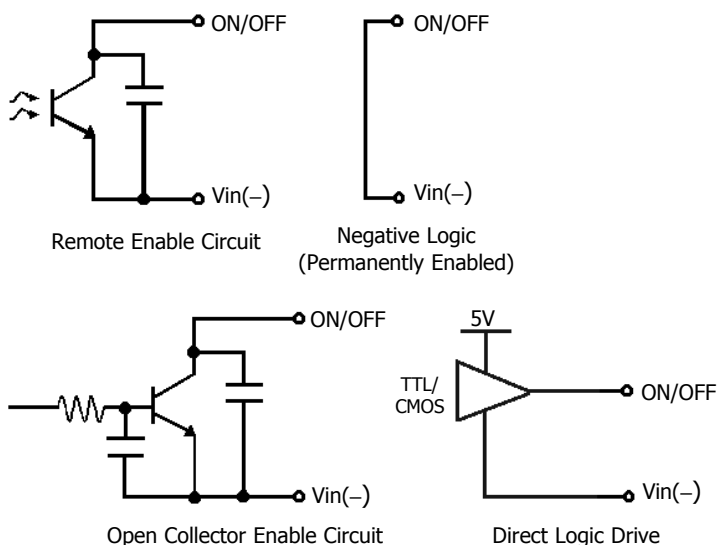 ON/OFF
Vin(–)
Remote Enable Circuit
ON/OFF
Vin(–)
Negative Logic
(Permanently Enabled)
ON/OFF
Vin(–)
Open Collector Enable Circuit
5V
TTL/
CMOS
ON/OFF
Vin(–)
Direct Logic Drive